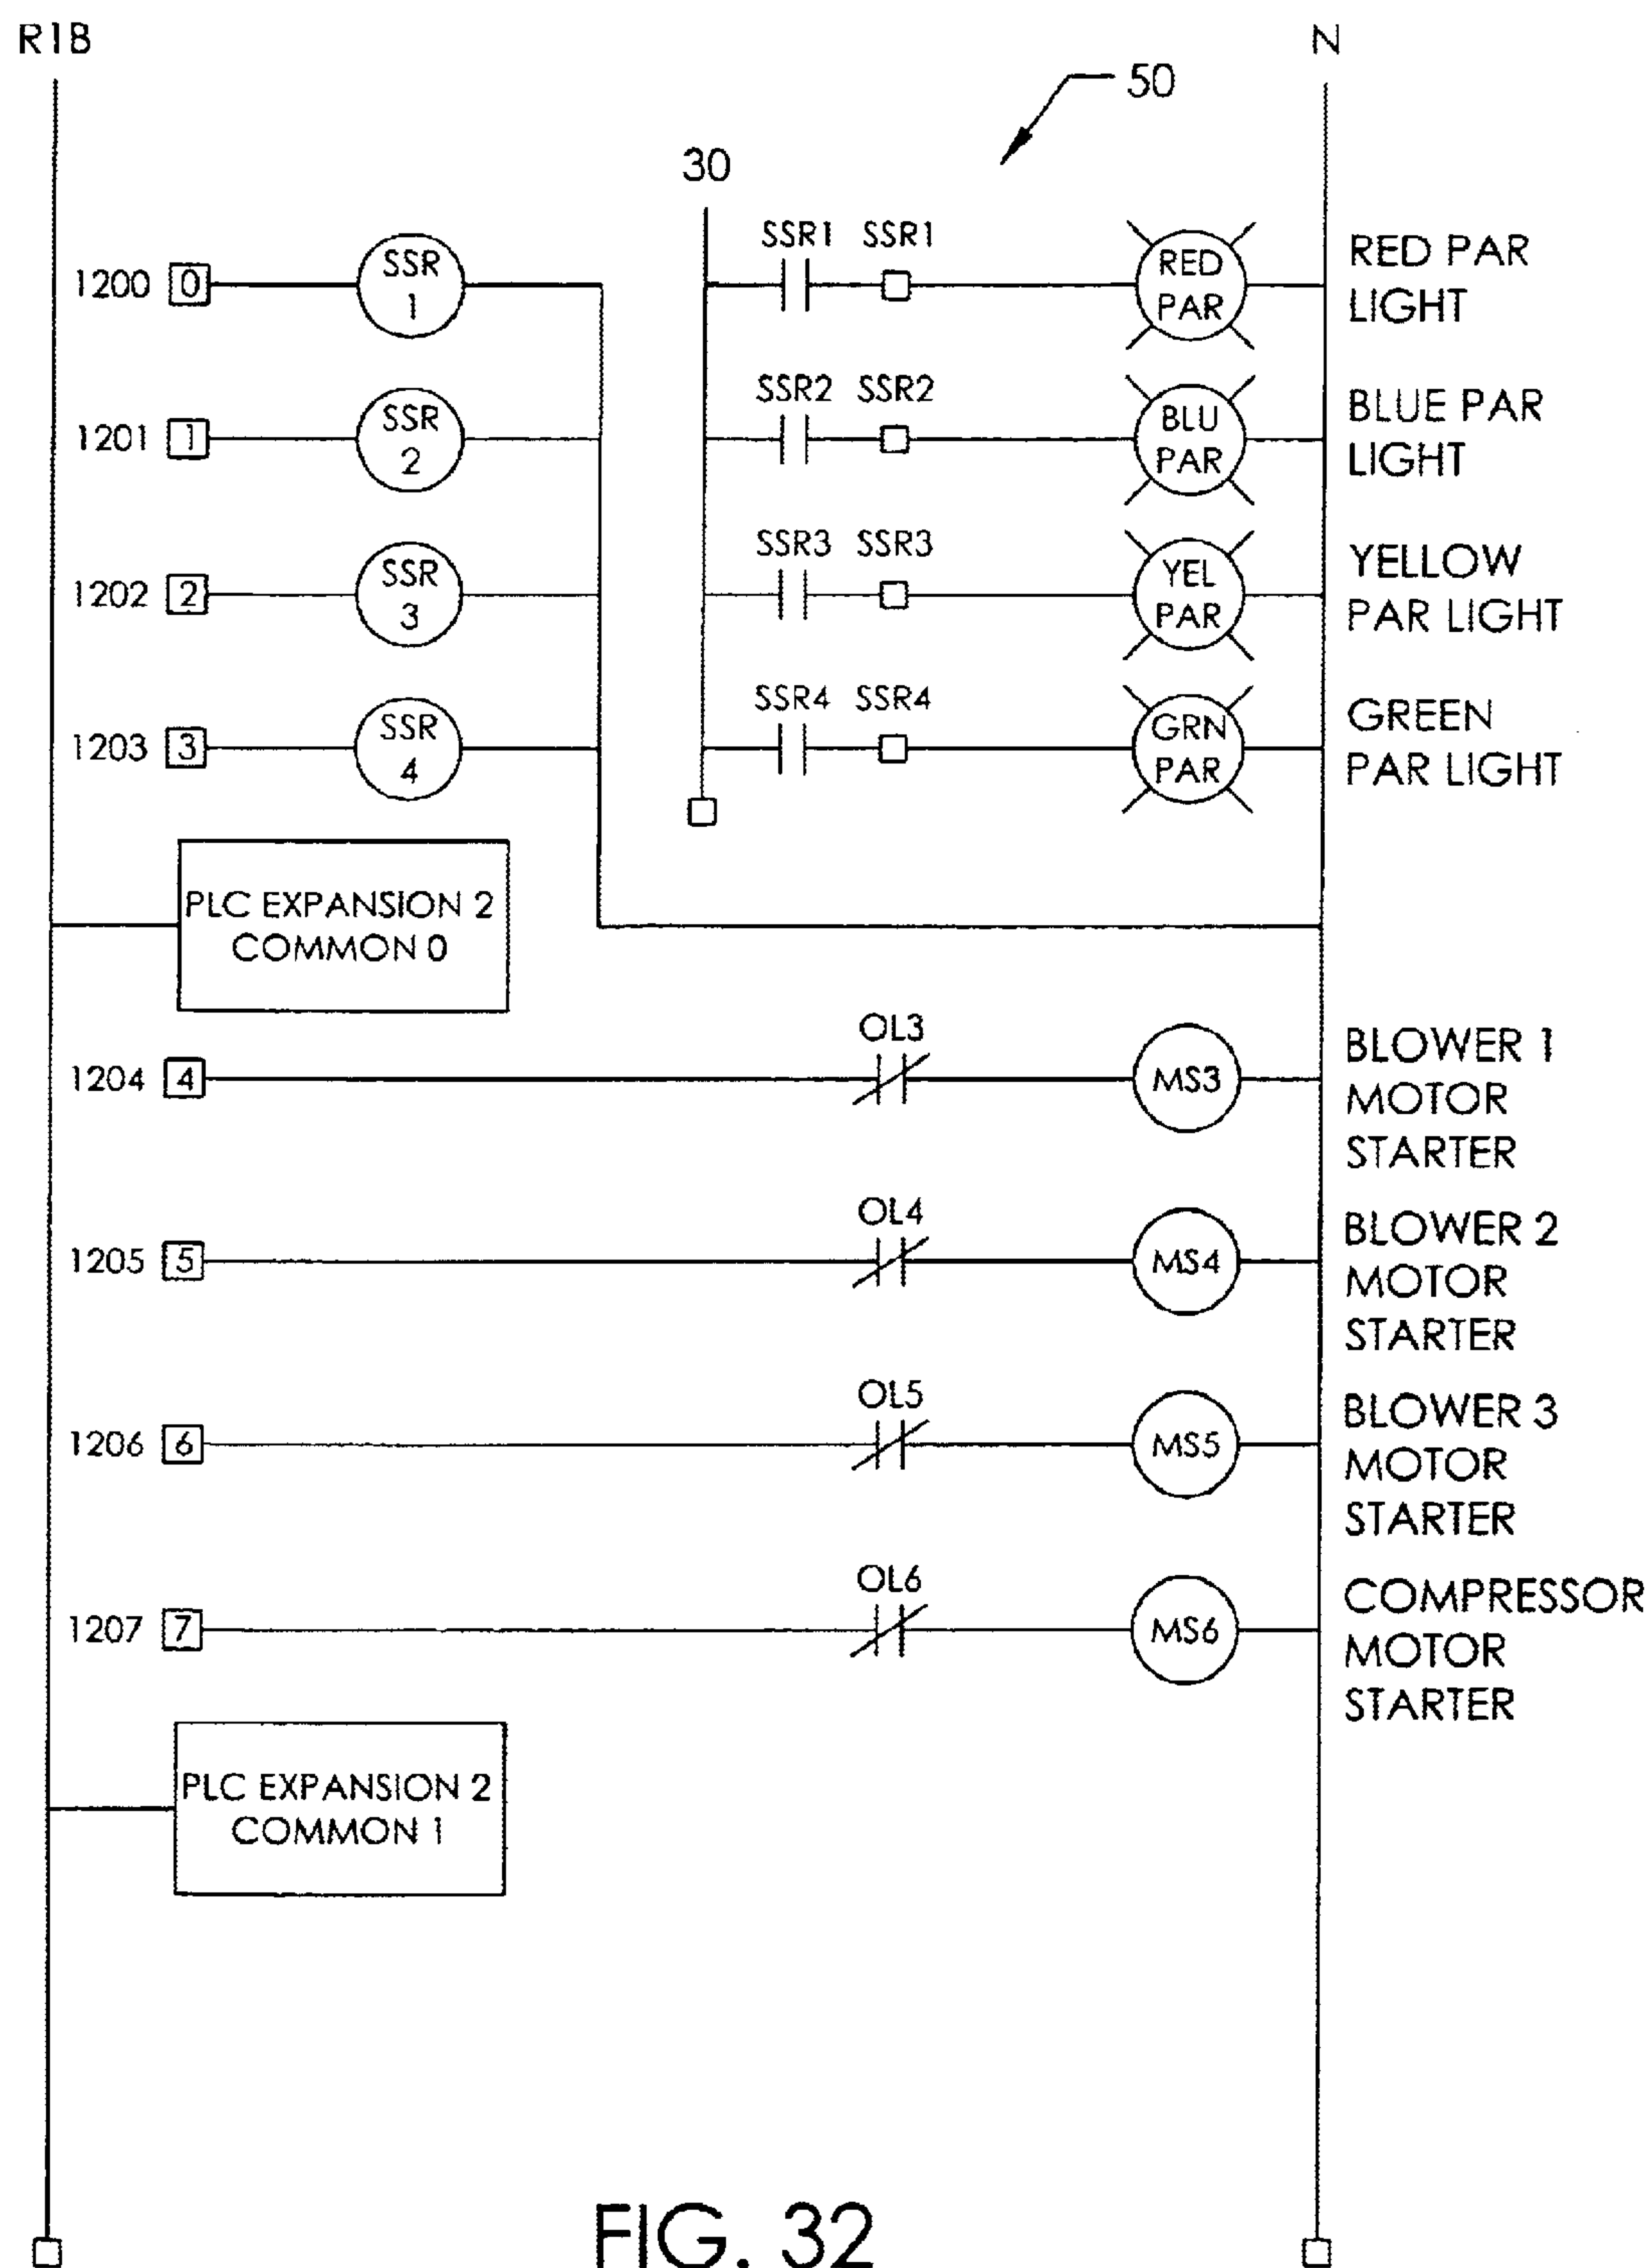 R1B
N
50
30
1200 0
SSR
1
SSR1 SSR1
RED
PAR
RED PAR
LIGHT
1201 1
SSR
2
SSR2 SSR2
BLU
PAR
BLUE PAR
LIGHT
1202 2
SSR
3
SSR3 SSR3
YEL
PAR
YELLOW
PAR LIGHT
1203 3
SSR
4
SSR4 SSR4
GRN
PAR
GREEN
PAR LIGHT
PLC EXPANSION 2
COMMON 0
1204 4
OL3
MS3
BLOWER 1
MOTOR
STARTER
1205 5
OL4
MS4
BLOWER 2
MOTOR
STARTER
1206 6
OL5
MS5
BLOWER 3
MOTOR
STARTER
1207 7
OL6
MS6
COMPRESSOR
MOTOR
STARTER
PLC EXPANSION 2
COMMON 1
FIG. 32